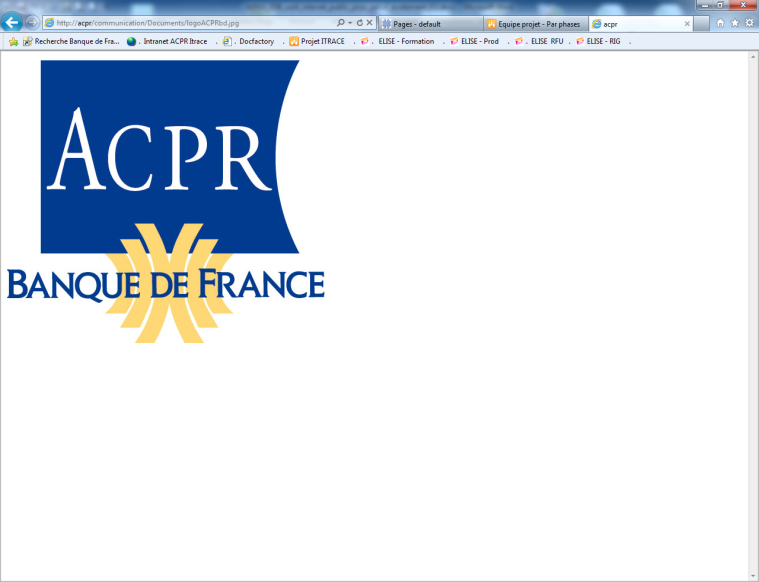 http://acpr/communication/Documents/logoACPRbd.jpg
Pages - default
Equipe projet - Par phases
acpr
Recherche Banque de Fra... . Intranet ACPR Itrace . . Docfactory . Projet ITRACE . . ELISE - Formation . ELISE - Prod . . ELISE RFU . ELISE - RIG .
ACPR
BANQUE DE FRANCE